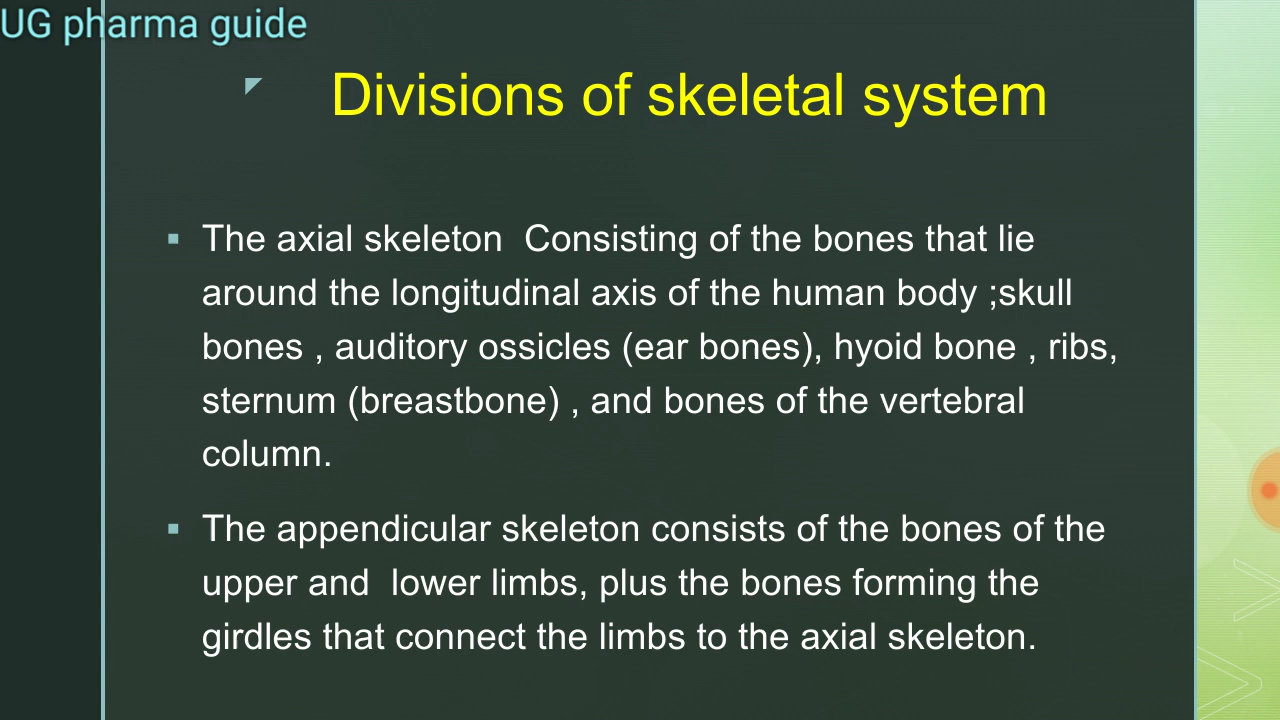 UG pharma guide
Divisions of skeletal system
▪ The axial skeleton  Consisting of the bones that lie
around the longitudinal axis of the human body ;skull
bones , auditory ossicles (ear bones), hyoid bone , ribs,
sternum (breastbone) , and bones of the vertebral
column.
▪ The appendicular skeleton consists of the bones of the
upper and  lower limbs, plus the bones forming the
girdles that connect the limbs to the axial skeleton.